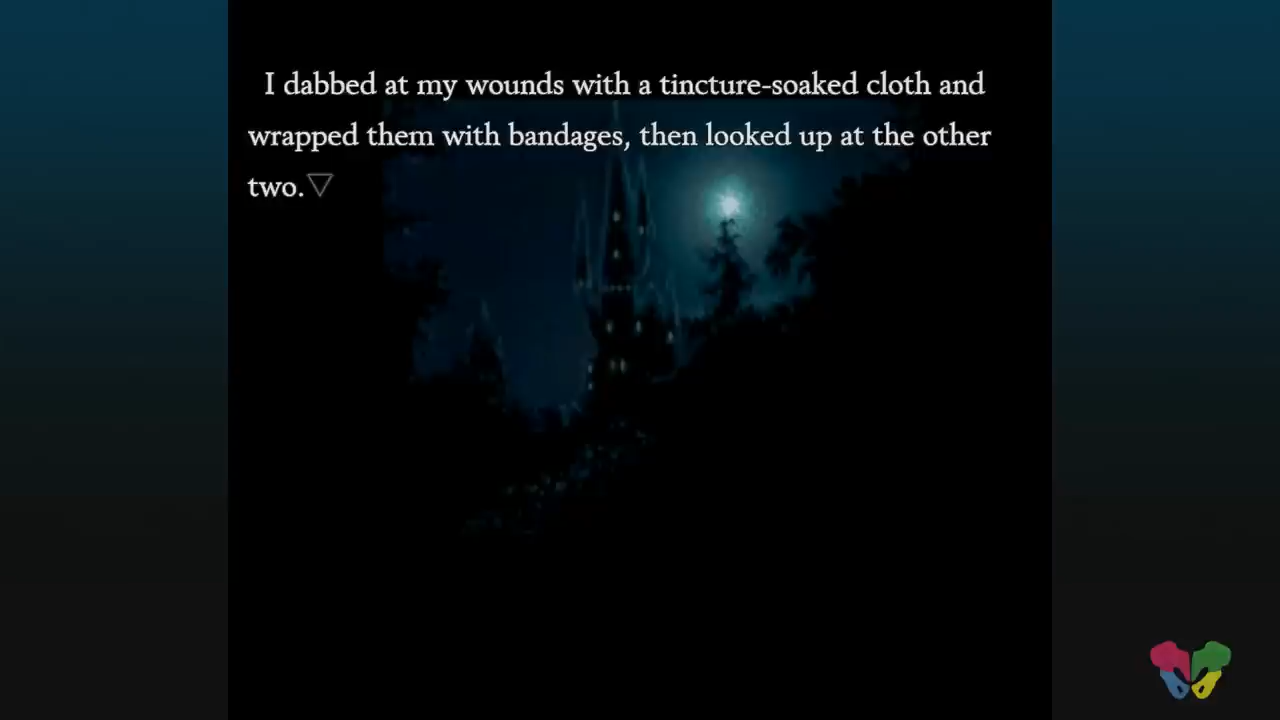 I dabbed at my wounds with a tincture-soaked cloth and
wrapped them with bandages, then looked up at the other
two.